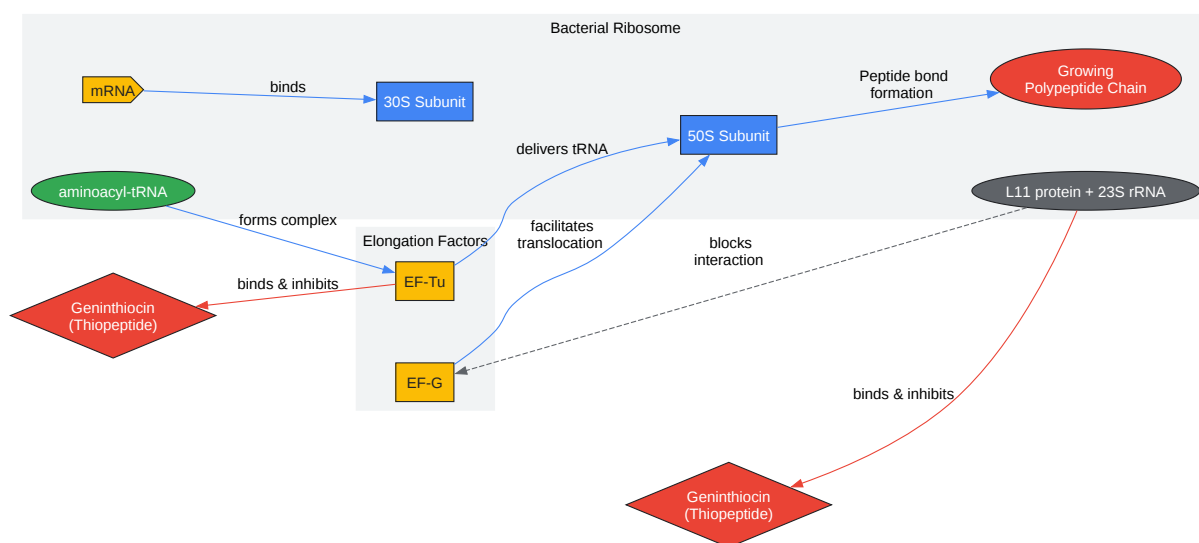 Bacterial Ribosome
mRNA
binds
30S Subunit
Peptide bond
formation
Growing
Polypeptide Chain
50S Subunit
delivers tRNA
aminoacyl-tRNA
L11 protein + 23S rRNA
forms complex
facilitates
translocation
Elongation Factors
blocks
interaction
EF-Tu
binds & inhibits
Geninthiocin
(Thiopeptide)
EF-G
binds & inhibits
Geninthiocin
(Thiopeptide)